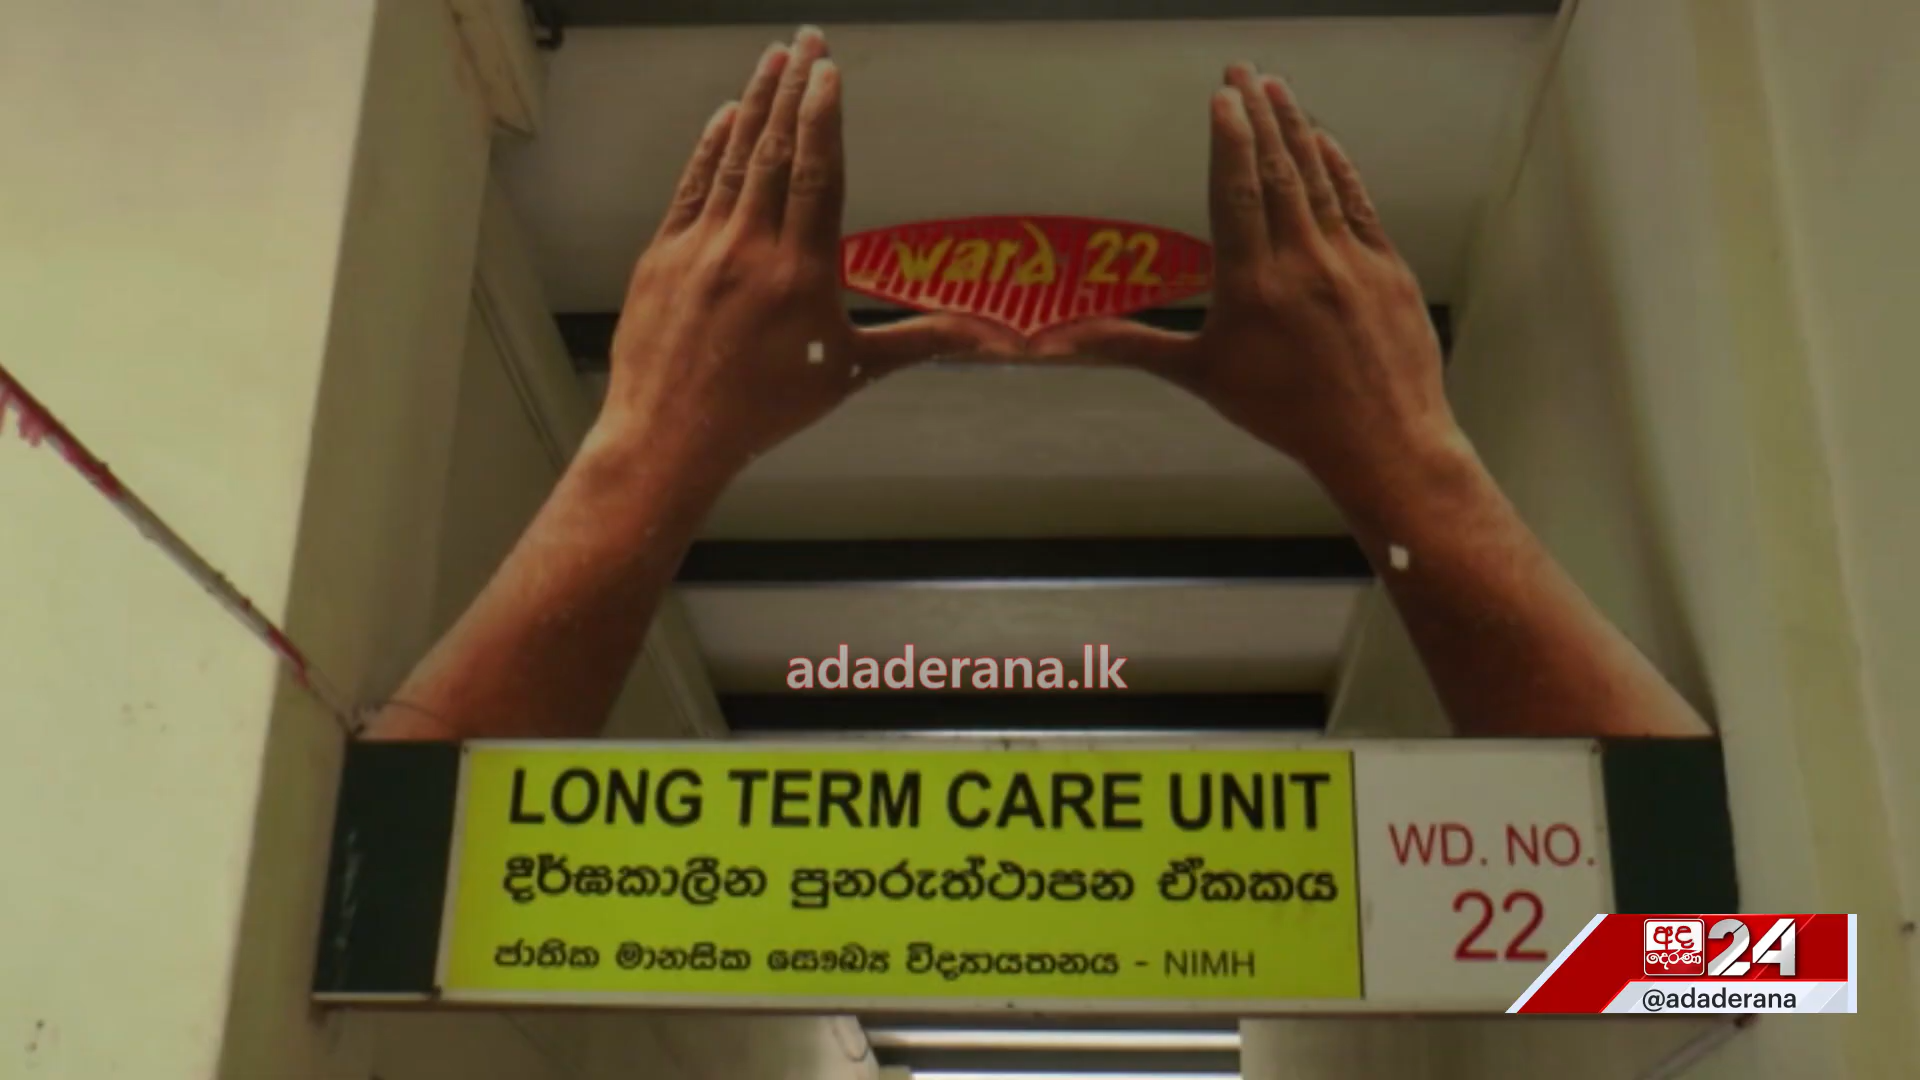 ward 22
adaderana.lk
LONG TERM CARE UNIT
දීර්ඝකාලීන පුනරුත්ථාපන ඒකකය
ජාතික මානසික සෞඛ්‍ය විද්‍යායතනය - NIMH
WD. NO.
22
අද දෙරණ 24
@adaderana